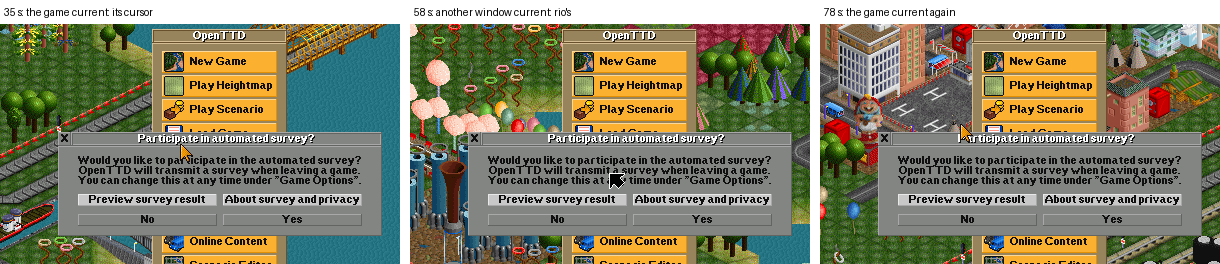 35 s: the game current: its cursor
OpenTTD
New Game
Play Heightmap
Play Scenario
Participate in automated survey?
Would you like to participate in the automated survey?
OpenTTD will transmit a survey when leaving a game.
You can change this at any time under "Game Options".
Preview survey result
About survey and privacy
No
Yes
Online Content
58 s: another window current: rio's
OpenTTD
New Game
Play Heightmap
Play Scenario
Participate in automated survey?
Would you like to participate in the automated survey?
OpenTTD will transmit a survey when leaving a game.
You can change this at any time under "Game Options".
Preview survey result
About survey and privacy
No
Yes
Online Content
78 s: the game current again
OpenTTD
New Game
Play Heightmap
Play Scenario
Participate in automated survey?
Would you like to participate in the automated survey?
OpenTTD will transmit a survey when leaving a game.
You can change this at any time under "Game Options".
Preview survey result
About survey and privacy
No
Yes
Online Content